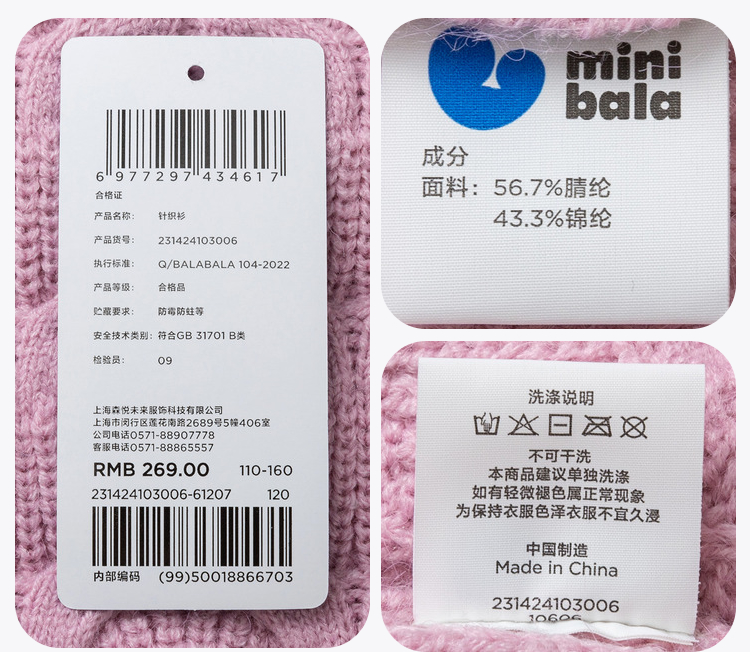 6 977297 434617
合格证
产品名称: 针织衫
产品货号: 231424103006
执行标准: Q/BALABALA 104-2022
产品等级: 合格品
贮藏要求: 防霉防蛀等
安全技术类别: 符合GB 31701 B类
检验员: 09
上海森悦未来服饰科技有限公司
上海市闵行区莲花南路2689号5幢406室
公司电话0571-88907778
客服电话0571-88865557
RMB 269.00 110-160
231424103006-61207 120
内部编码 (99)50018866703
mini
bala
成分
面料: 56.7%腈纶
43.3%锦纶
洗涤说明
不可干洗
本商品建议单独洗涤
如有轻微褪色属正常现象
为保持衣服色泽衣服不宜久浸
中国制造
Made in China
231424103006